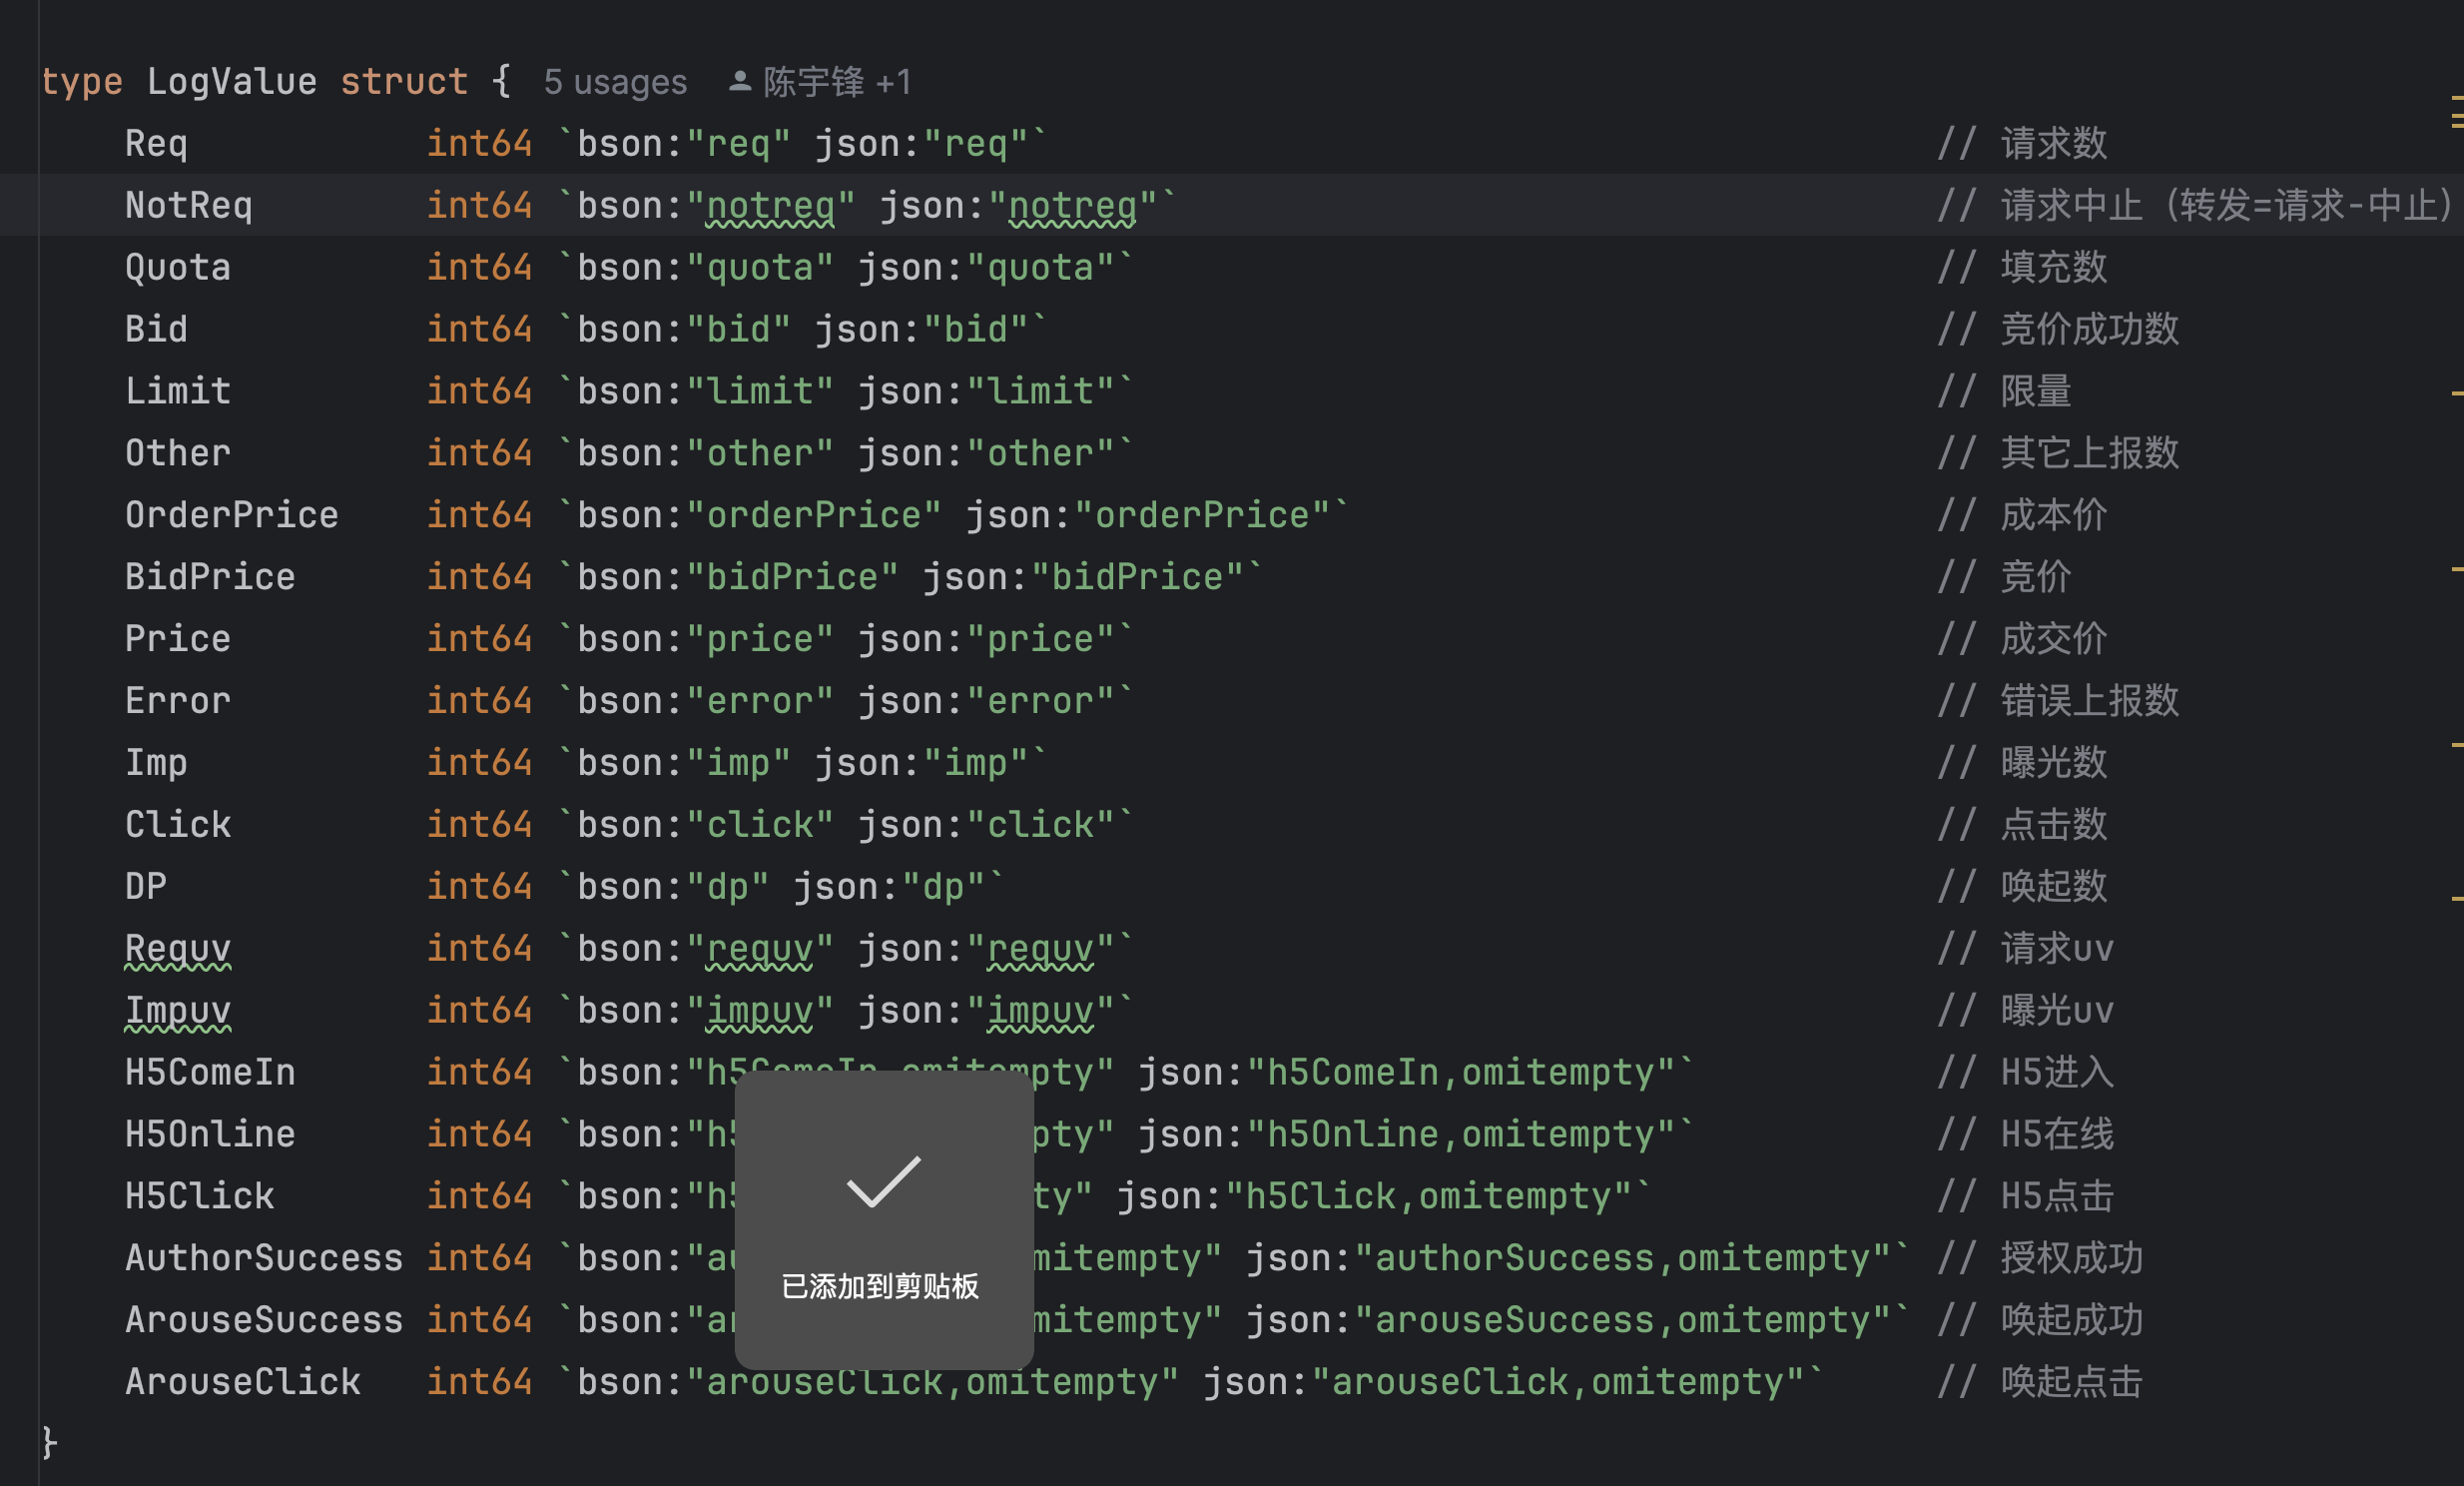 type LogValue struct { 5 usages 陈宇锋 +1
Req int64 `bson:"req" json:"req"` // 请求数
NotReq int64 `bson:"notreq" json:"notreq"` // 请求中止（转发=请求-中止）
Quota int64 `bson:"quota" json:"quota"` // 填充数
Bid int64 `bson:"bid" json:"bid"` // 竞价成功数
Limit int64 `bson:"limit" json:"limit"` // 限量
Other int64 `bson:"other" json:"other"` // 其它上报数
OrderPrice int64 `bson:"orderPrice" json:"orderPrice"` // 成本价
BidPrice int64 `bson:"bidPrice" json:"bidPrice"` // 竞价
Price int64 `bson:"price" json:"price"` // 成交价
Error int64 `bson:"error" json:"error"` // 错误上报数
Imp int64 `bson:"imp" json:"imp"` // 曝光数
Click int64 `bson:"click" json:"click"` // 点击数
DP int64 `bson:"dp" json:"dp"` // 唤起数
Requv int64 `bson:"requv" json:"requv"` // 请求uv
Impuv int64 `bson:"impuv" json:"impuv"` // 曝光uv
H5ComeIn int64 `bson:"h5ComeIn,omitempty" json:"h5ComeIn,omitempty"` // H5进入
H5Online int64 `bson:"h5 pty" json:"h5Online,omitempty"` // H5在线
H5Click int64 `bson:"h5 ty" json:"h5Click,omitempty"` // H5点击
AuthorSuccess int64 `bson:"au mitempty" json:"authorSuccess,omitempty"` // 授权成功
已添加到剪贴板
ArouseSuccess int64 `bson:"ar mitempty" json:"arouseSuccess,omitempty"` // 唤起成功
ArouseClick int64 `bson:"arouseClick,omitempty" json:"arouseClick,omitempty"` // 唤起点击
}